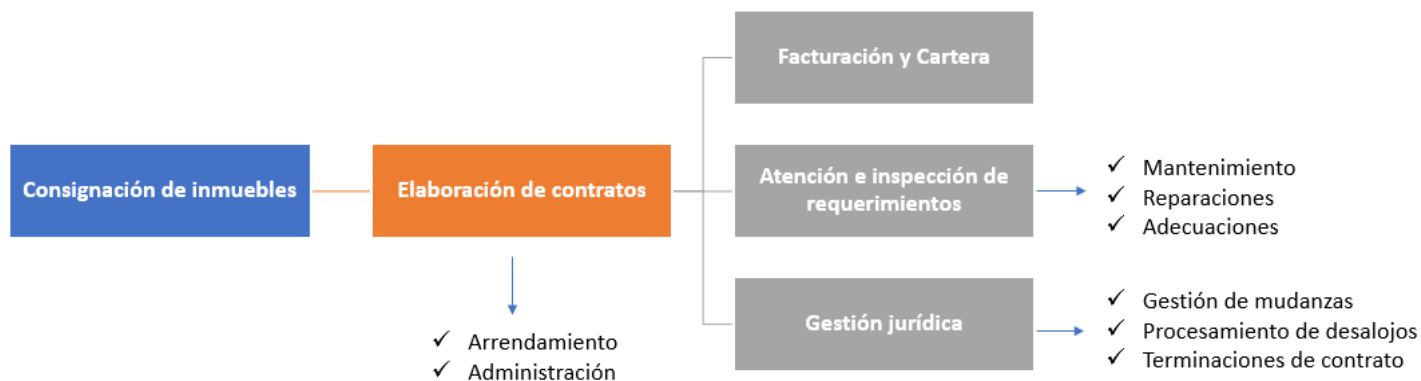 Consignación de inmuebles
Elaboración de contratos
✓ Arrendamiento
✓ Administración
Facturación y Cartera
Atención e inspección de
requerimientos
✓ Mantenimiento
✓ Reparaciones
✓ Adecuaciones
Gestión jurídica
✓ Gestión de mudanzas
✓ Procesamiento de desalojos
✓ Terminaciones de contrato